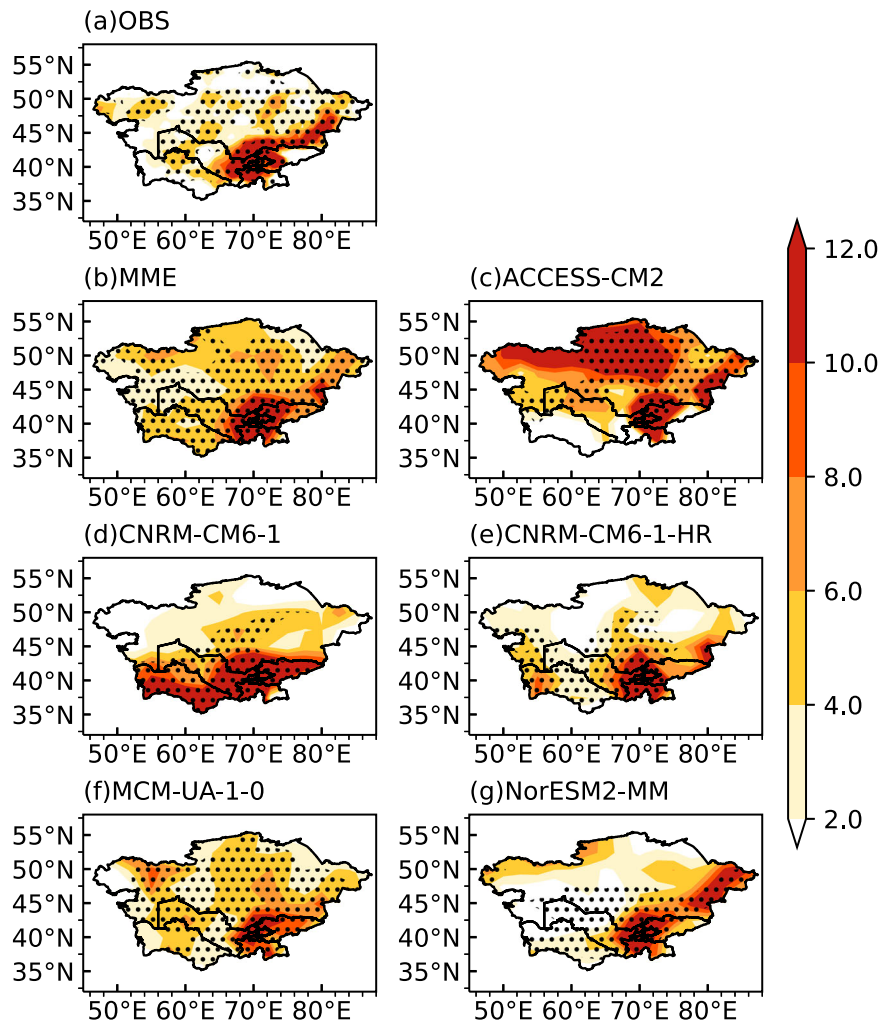 (a)OBS
55°N
50°N
45°N
40°N
35°N
50°E 60°E 70°E 80°E
(b)MME
55°N
50°N
45°N
40°N
35°N
50°E 60°E 70°E 80°E
(c)ACCESS-CM2
55°N
50°N
45°N
40°N
35°N
50°E 60°E 70°E 80°E
(d)CNRM-CM6-1
55°N
50°N
45°N
40°N
35°N
50°E 60°E 70°E 80°E
(e)CNRM-CM6-1-HR
55°N
50°N
45°N
40°N
35°N
50°E 60°E 70°E 80°E
(f)MCM-UA-1-0
55°N
50°N
45°N
40°N
35°N
50°E 60°E 70°E 80°E
(g)NorESM2-MM
55°N
50°N
45°N
40°N
35°N
50°E 60°E 70°E 80°E
12.0
10.0
8.0
6.0
4.0
2.0